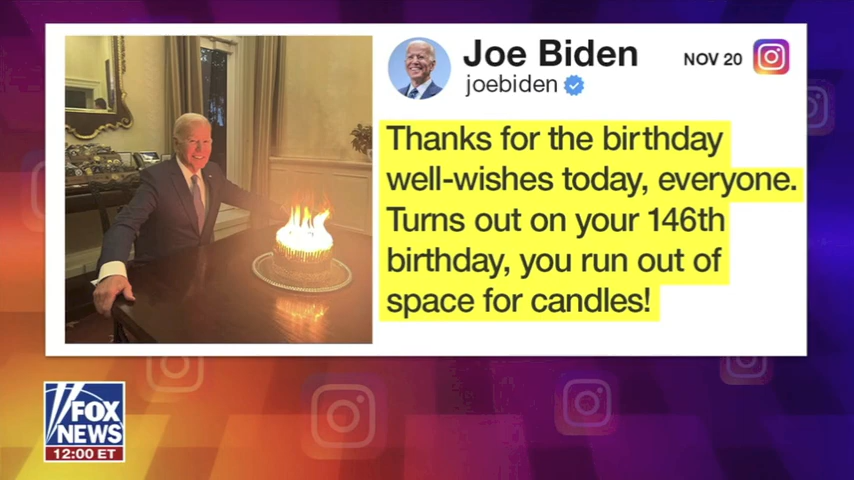 Joe Biden
joebiden
NOV 20
Thanks for the birthday
well-wishes today, everyone.
Turns out on your 146th
birthday, you run out of
space for candles!
FOX
NEWS
12:00 ET